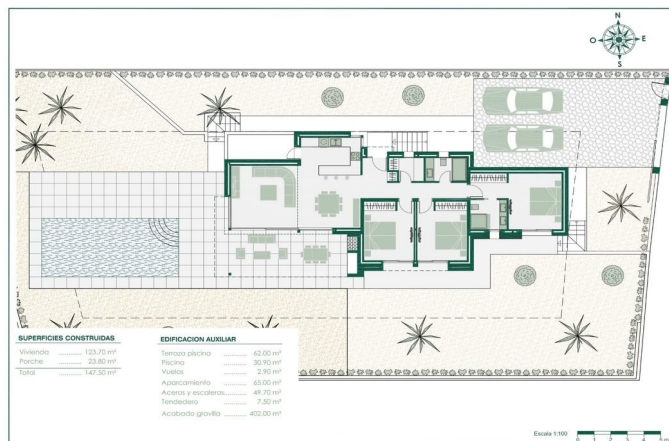 N
O
E
S
SUPERFICIES CONSTRUIDAS
Vivienda .......... 123.70 m²
Porche .......... 23.80 m²
Total .......... 147.50 m²
EDIFICACION AUXILIAR
Terraza piscina .......... 62.00 m²
Piscina .......... 30.90 m²
Vuelos .......... 2.90 m²
Aparcamiento .......... 65.00 m²
Aceras y escaleras .......... 49.70 m²
Tendedero .......... 7.50 m²
Acabado gravilla .......... 402.00 m²
Escala 1:100
0 1 2 3 4 5 m